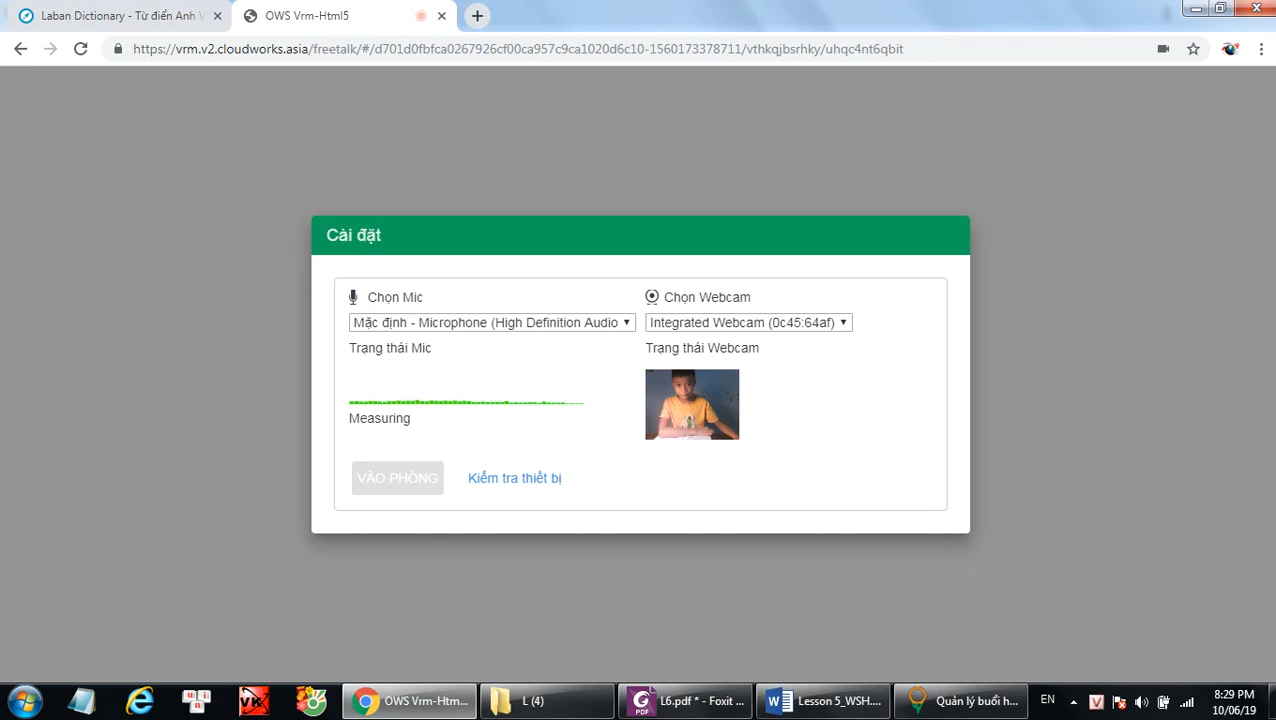 Laban Dictionary - Từ điển Anh V
OWS Vrm-Html5
https://vrm.v2.cloudworks.asia/freetalk/#/d701d0fbfca0267926cf00ca957c9ca1020d6c10-1560173378711/vthkqjbsrhky/uhqc4nt6qbit
Cài đặt
Chọn Mic
Chọn Webcam
Mặc định - Microphone (High Definition Audio
Integrated Webcam (0c45:64af)
Trạng thái Mic
Trạng thái Webcam
Measuring
VÀO PHÒNG
Kiểm tra thiết bị
OWS Vrm-Htm...
L (4)
L6.pdf * - Foxit ...
Lesson 5_WSH....
Quản lý buổi h...
EN
8:29 PM
10/06/19